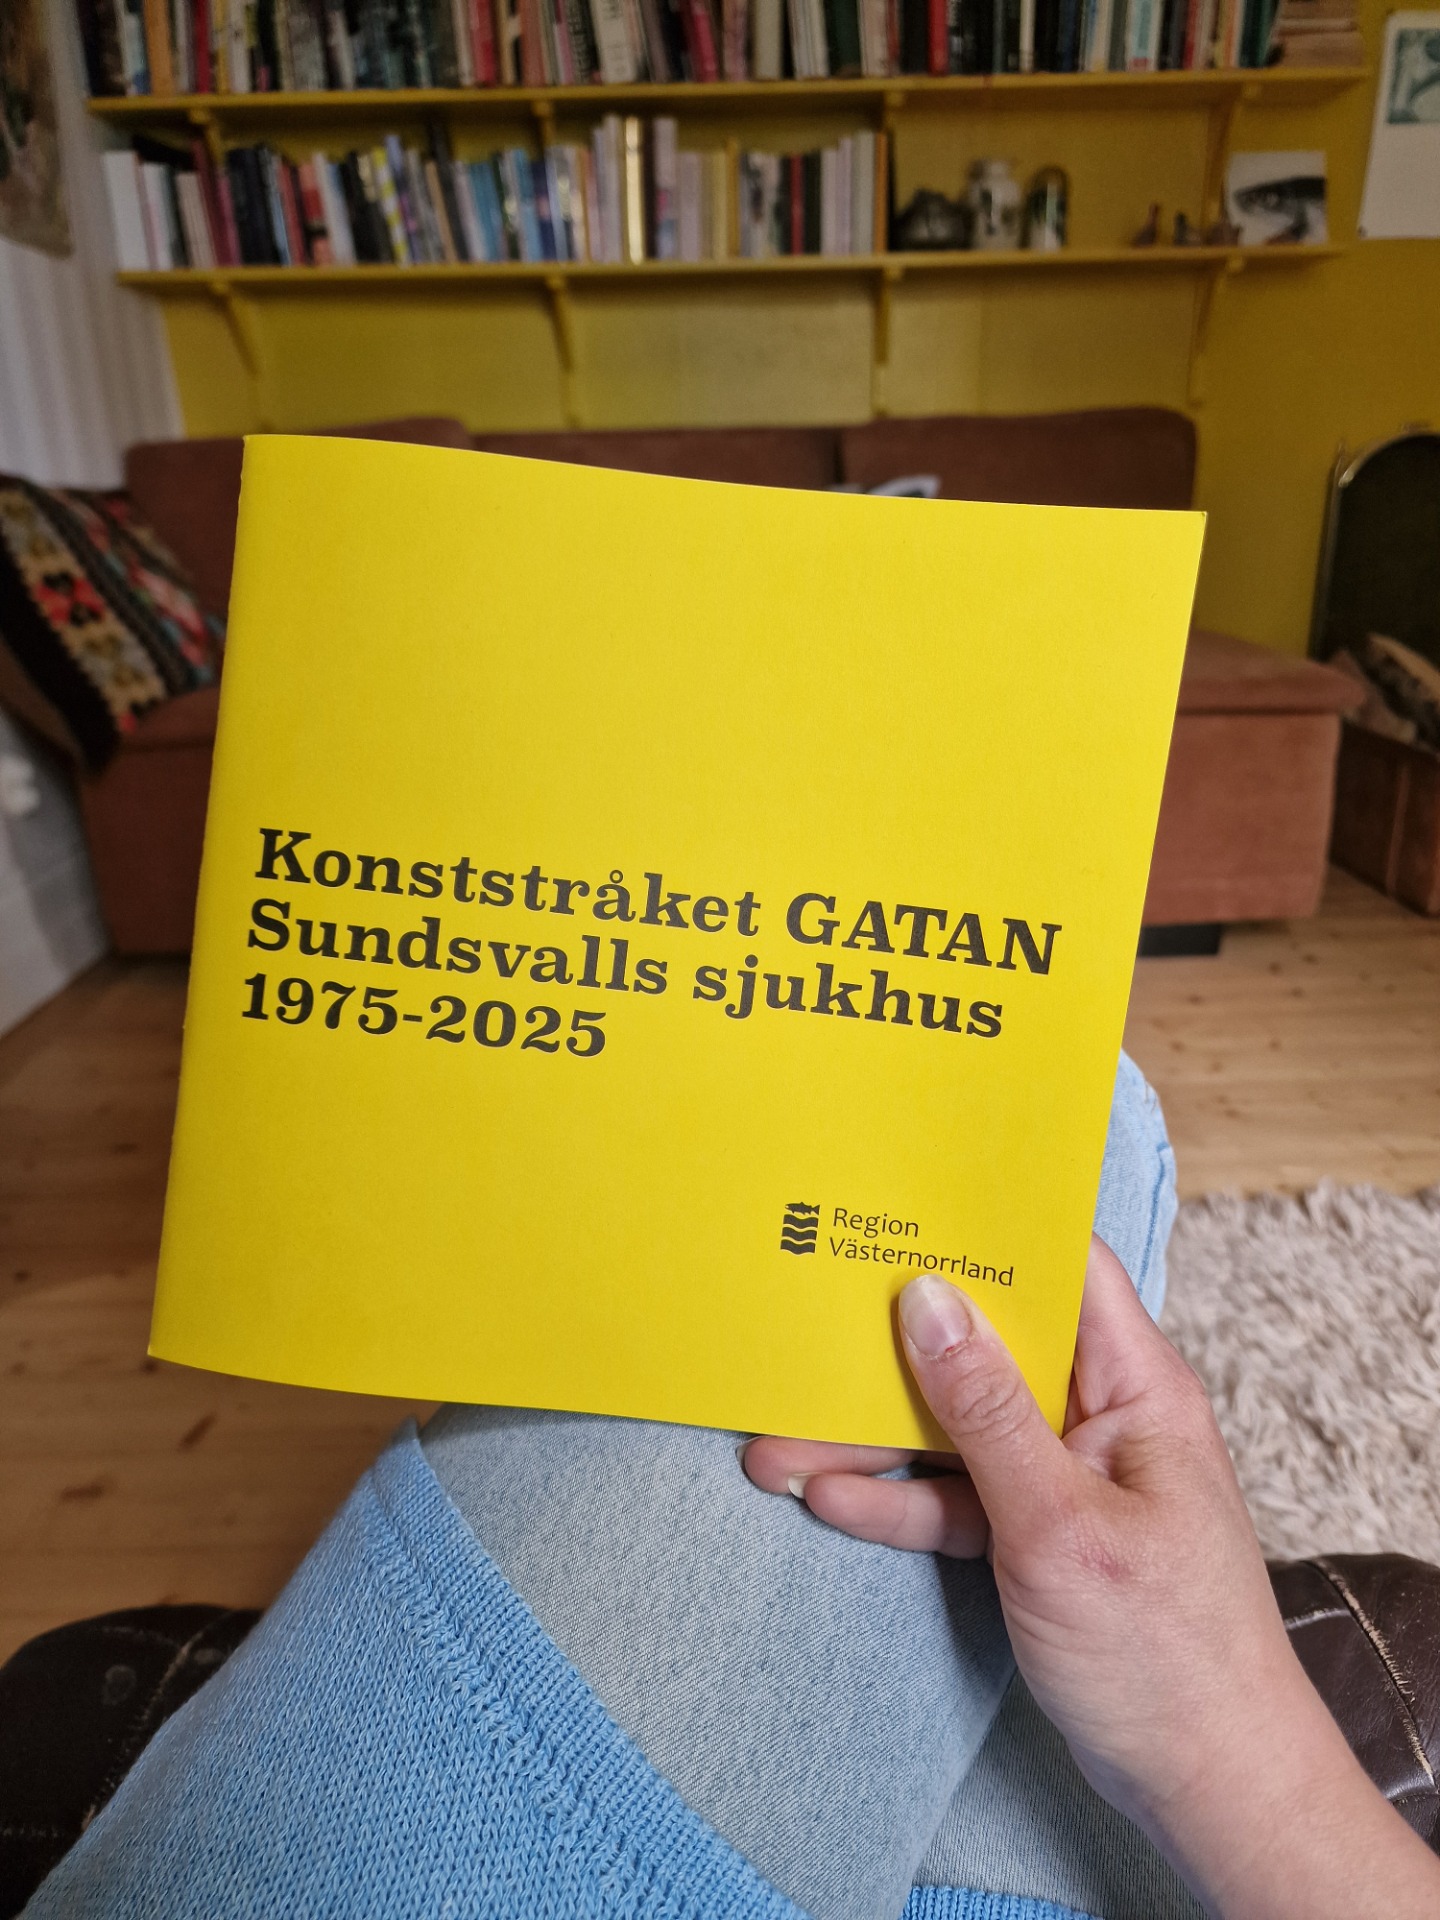 Konststråket GATAN
Sundsvalls sjukhus
1975-2025
Region
Västernorrland